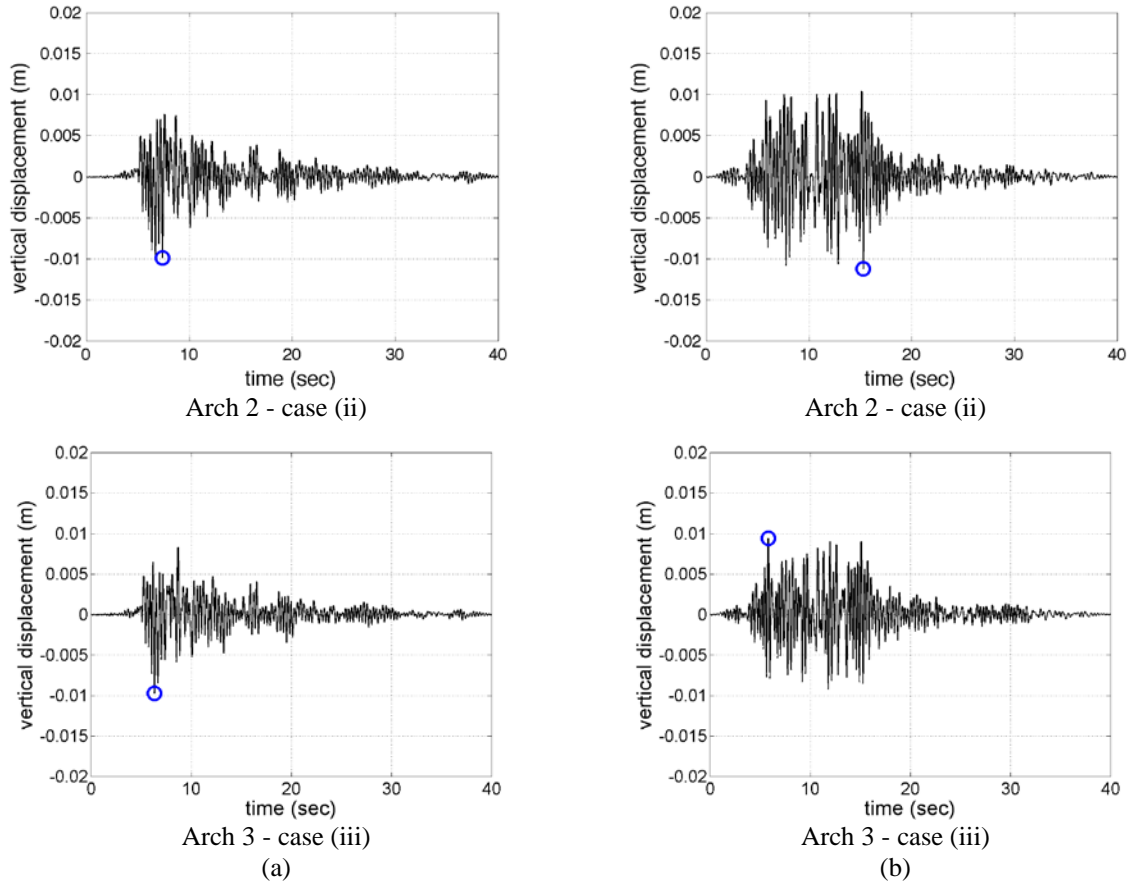 0.02
0.015
0.01
0.005
0
-0.005
-0.01
-0.015
-0.02
vertical displacement (m)
0 10 20 30 40
time (sec)
Arch 2 - case (ii)
0.02
0.015
0.01
0.005
0
-0.005
-0.01
-0.015
-0.02
vertical displacement (m)
0 10 20 30 40
time (sec)
Arch 2 - case (ii)
0.02
0.015
0.01
0.005
0
-0.005
-0.01
-0.015
-0.02
vertical displacement (m)
0 10 20 30 40
time (sec)
Arch 3 - case (iii)
(a)
0.02
0.015
0.01
0.005
0
-0.005
-0.01
-0.015
-0.02
vertical displacement (m)
0 10 20 30 40
time (sec)
Arch 3 - case (iii)
(b)